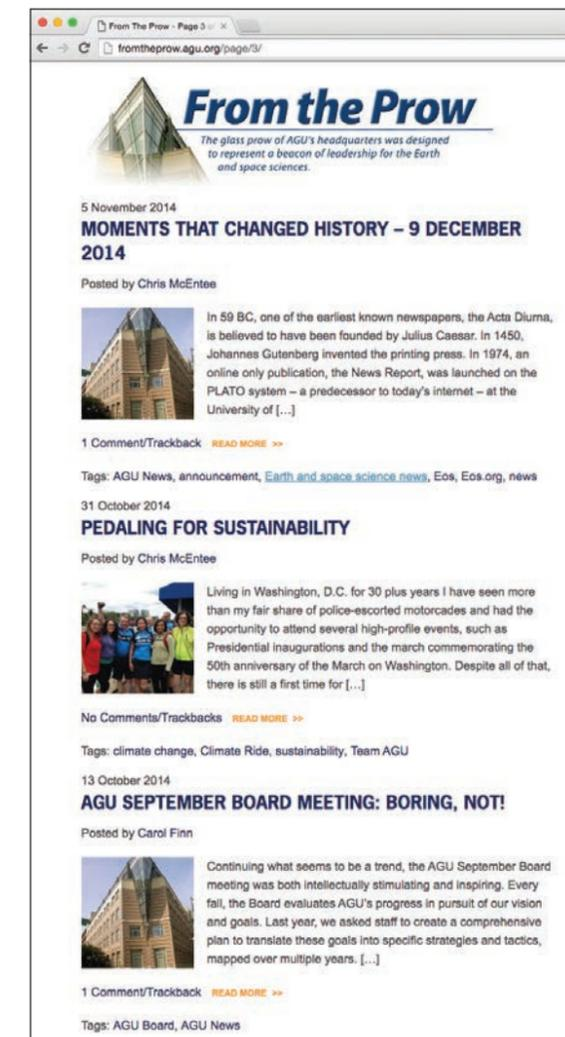 From The Prow - Page 3 of
fromtheprow.agu.org/page/3/
From the Prow
The glass prow of AGU's headquarters was designed
to represent a beacon of leadership for the Earth
and space sciences.
5 November 2014
MOMENTS THAT CHANGED HISTORY – 9 DECEMBER
2014
Posted by Chris McEntee
In 59 BC, one of the earliest known newspapers, the Acta Diurna,
is believed to have been founded by Julius Caesar. In 1450,
Johannes Gutenberg invented the printing press. In 1974, an
online only publication, the News Report, was launched on the
PLATO system – a predecessor to today's internet – at the
University of […]
1 Comment/Trackback READ MORE >>
Tags: AGU News, announcement, Earth and space science news, Eos, Eos.org, news
31 October 2014
PEDALING FOR SUSTAINABILITY
Posted by Chris McEntee
Living in Washington, D.C. for 30 plus years I have seen more
than my fair share of police-escorted motorcades and had the
opportunity to attend several high-profile events, such as
Presidential inaugurations and the march commemorating the
50th anniversary of the March on Washington. Despite all of that,
there is still a first time for […]
No Comments/Trackbacks READ MORE >>
Tags: climate change, Climate Ride, sustainability, Team AGU
13 October 2014
AGU SEPTEMBER BOARD MEETING: BORING, NOT!
Posted by Carol Finn
Continuing what seems to be a trend, the AGU September Board
meeting was both intellectually stimulating and inspiring. Every
fall, the Board evaluates AGU's progress in pursuit of our vision
and goals. Last year, we asked staff to create a comprehensive
plan to translate these goals into specific strategies and tactics,
mapped over multiple years. […]
1 Comment/Trackback READ MORE >>
Tags: AGU Board, AGU News